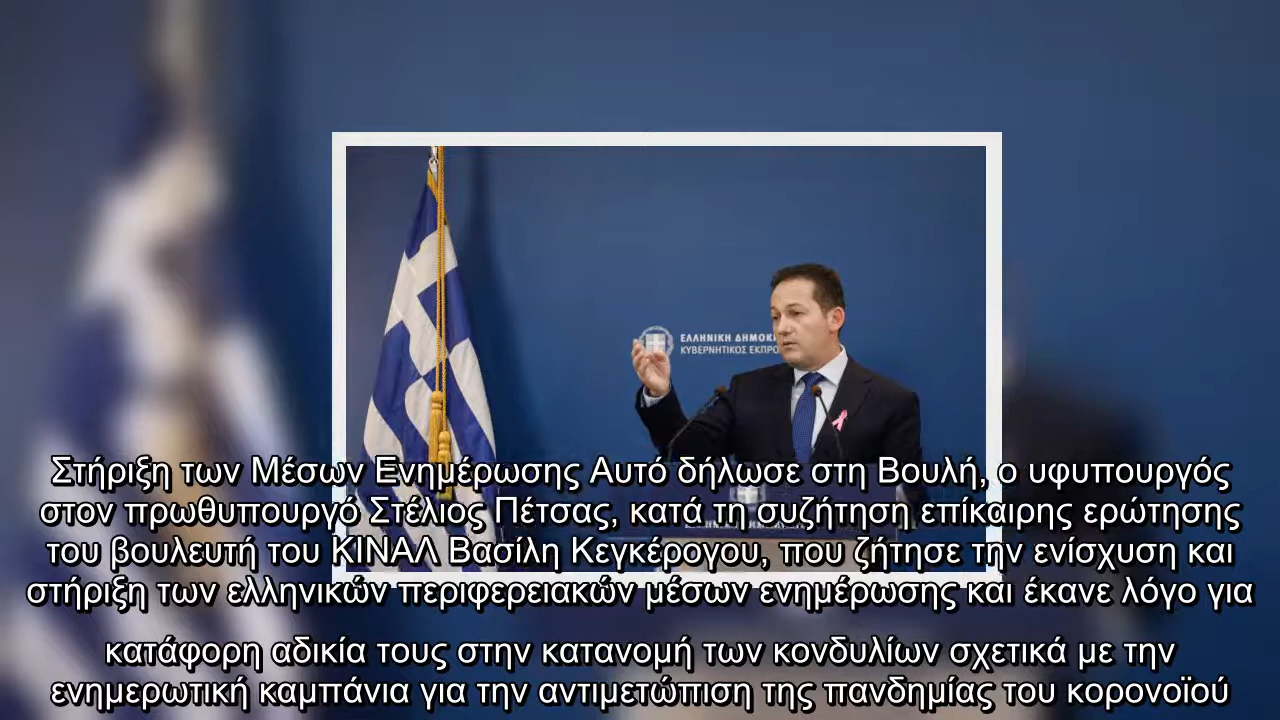 ΕΛΛΗΝΙΚΗ ΔΗΜΟΚ
ΚΥΒΕΡΝΗΤΙΚΟΣ ΕΚΠΡΟ
Στήριξη των Μέσων Ενημέρωσης Αυτό δήλωσε στη Βουλή, ο υφυπουργός
στον πρωθυπουργό Στέλιος Πέτσας, κατά τη συζήτηση επίκαιρης ερώτησης
του βουλευτή του ΚΙΝΑΛ Βασίλη Κεγκέρογου, που ζήτησε την ενίσχυση και
στήριξη των ελληνικών περιφερειακών μέσων ενημέρωσης και έκανε λόγο για
κατάφορη αδικία τους στην κατανομή των κονδυλίων σχετικά με την
ενημερωτική καμπάνια για την αντιμετώπιση της πανδημίας του κορονοϊού